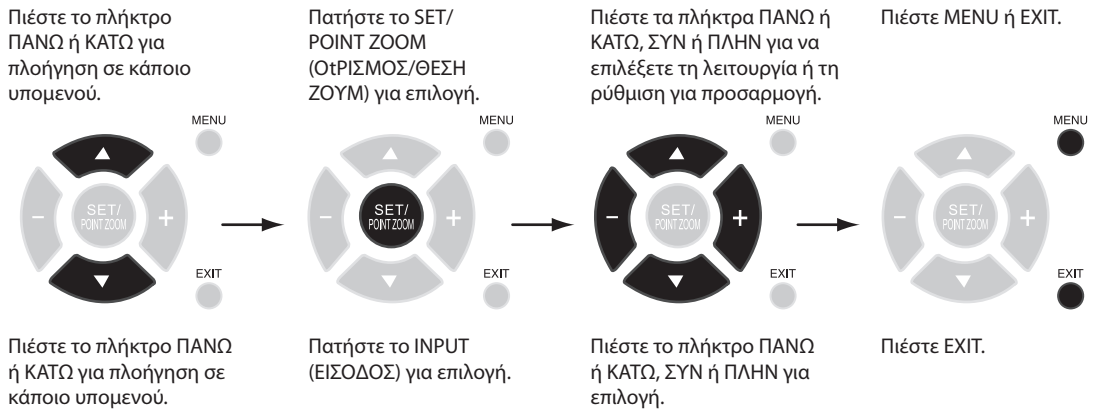 Πιέστε το πλήκτρο
ΠΑΝΩ ή ΚΑΤΩ για
πλοήγηση σε κάποιο
υπομενού.
Πατήστε το SET/
POINT ZOOM
(OtΡΙΣΜΟΣ/ΘΕΣΗ
ΖΟΥΜ) για επιλογή.
Πιέστε τα πλήκτρα ΠΑΝΩ ή
ΚΑΤΩ, ΣΥΝ ή ΠΛΗΝ για να
επιλέξετε τη λειτουργία ή τη
ρύθμιση για προσαρμογή.
Πιέστε MENU ή EXIT.
MENU
SET/
POINT ZOOM
- +
EXIT
MENU
SET/
POINT ZOOM
- +
EXIT
MENU
SET/
POINT ZOOM
- +
EXIT
MENU
SET/
POINT ZOOM
- +
EXIT
Πιέστε το πλήκτρο ΠΑΝΩ
ή ΚΑΤΩ για πλοήγηση σε
κάποιο υπομενού.
Πατήστε το INPUT
(ΕΙΣΟΔΟΣ) για επιλογή.
Πιέστε το πλήκτρο ΠΑΝΩ
ή ΚΑΤΩ, ΣΥΝ ή ΠΛΗΝ για
επιλογή.
Πιέστε EXIT.